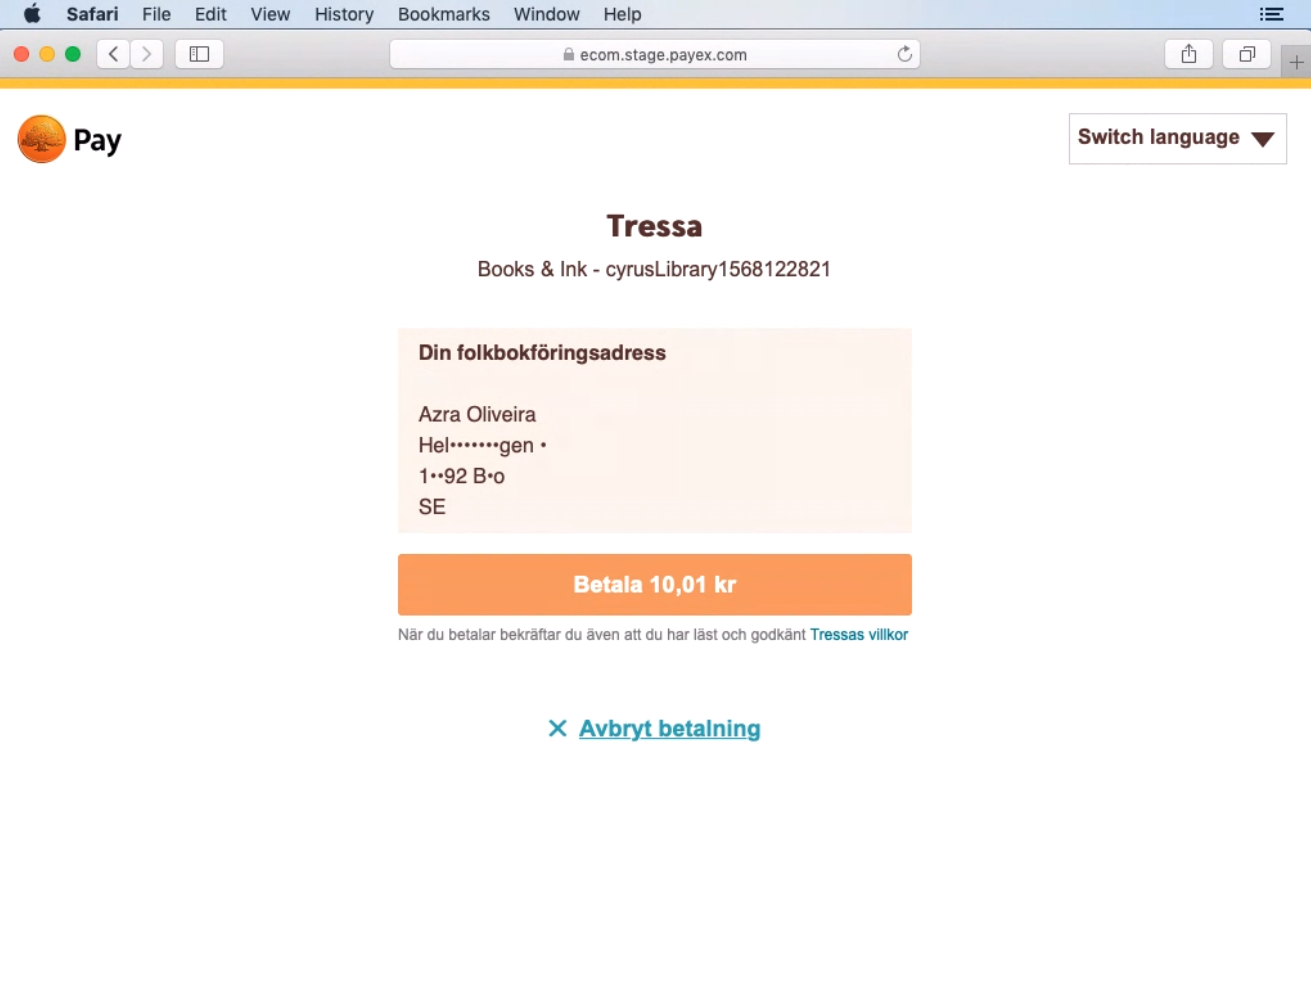 Safari File Edit View History Bookmarks Window Help
ecom.stage.payex.com
Pay
Switch language
Tressa
Books & Ink - cyrusLibrary1568122821
Din folkbokföringsadress
Azra Oliveira
Hel•••••••gen •
1••92 B•o
SE
Betala 10,01 kr
När du betalar bekräftar du även att du har läst och godkänt Tressas villkor
Avbryt betalning